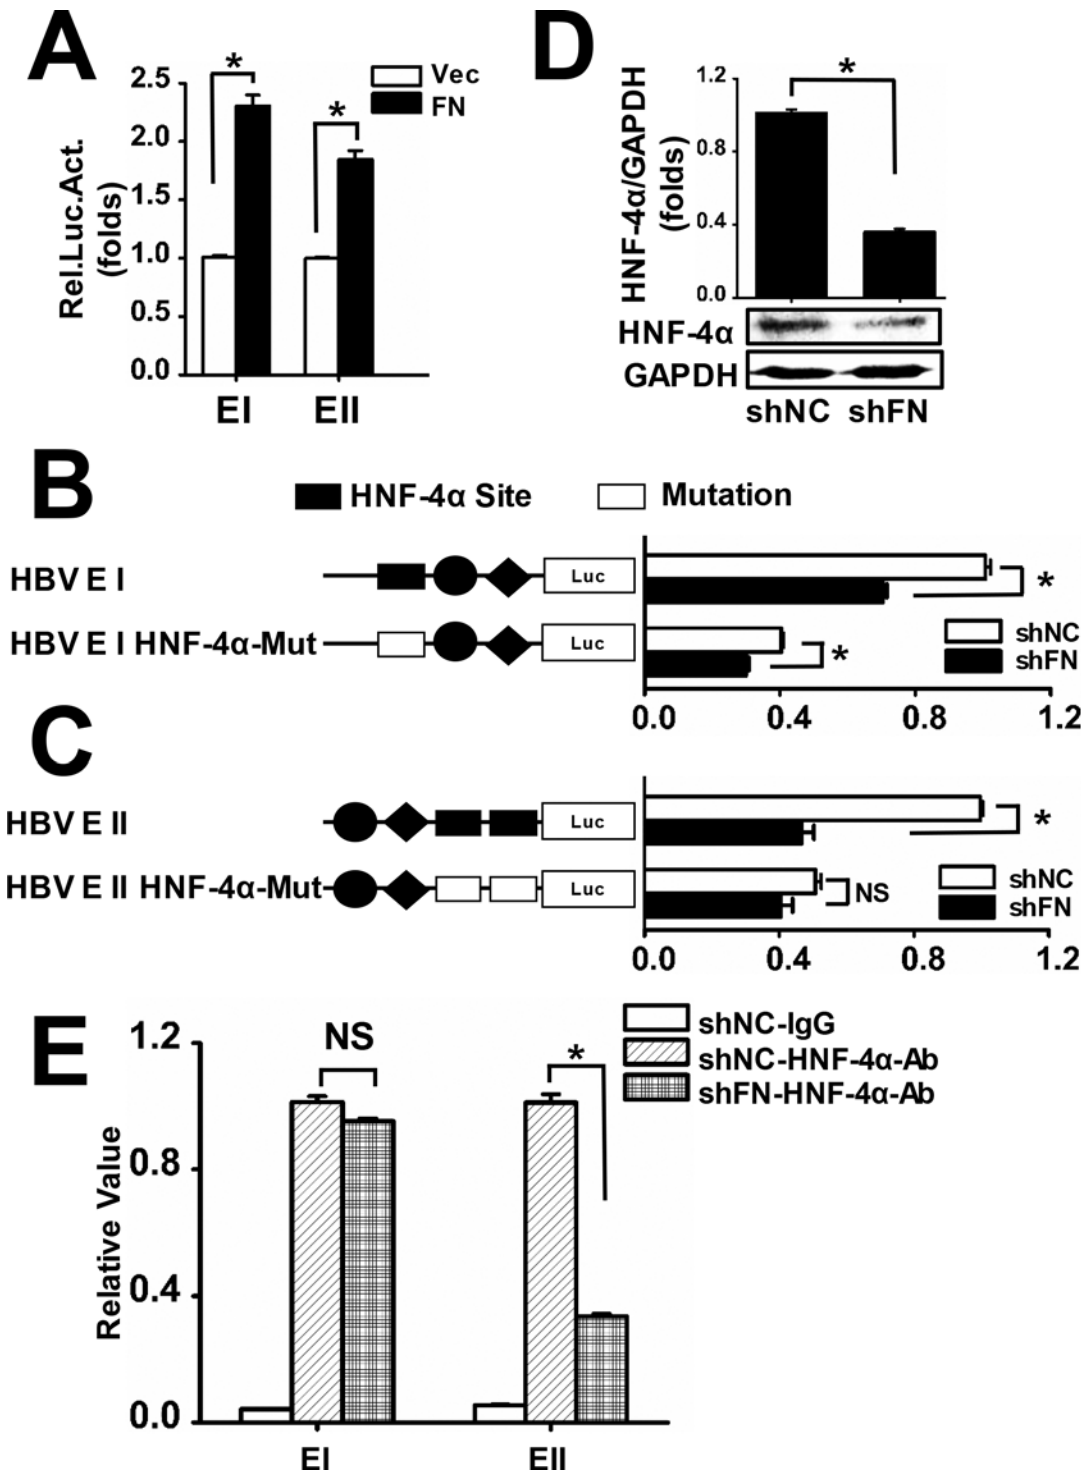 A
*
*
Vec
FN
2.5
2.0
1.5
1.0
0.5
0.0
Rel.Luc.Act.
(folds)
EI
EII
D
*
1.2
0.8
0.4
0.0
HNF-4α/GAPDH
(folds)
HNF-4α
GAPDH
shNC
shFN
B
HNF-4α Site
Mutation
HBV E I
Luc
*
HBV E I HNF-4α-Mut
Luc
*
shNC
shFN
0.0
0.4
0.8
1.2
C
HBV E II
Luc
*
HBV E II HNF-4α-Mut
Luc
NS
shNC
shFN
0.0
0.4
0.8
1.2
E
shNC-IgG
shNC-HNF-4α-Ab
shFN-HNF-4α-Ab
NS
*
1.2
0.8
0.4
0.0
Relative Value
EI
EII